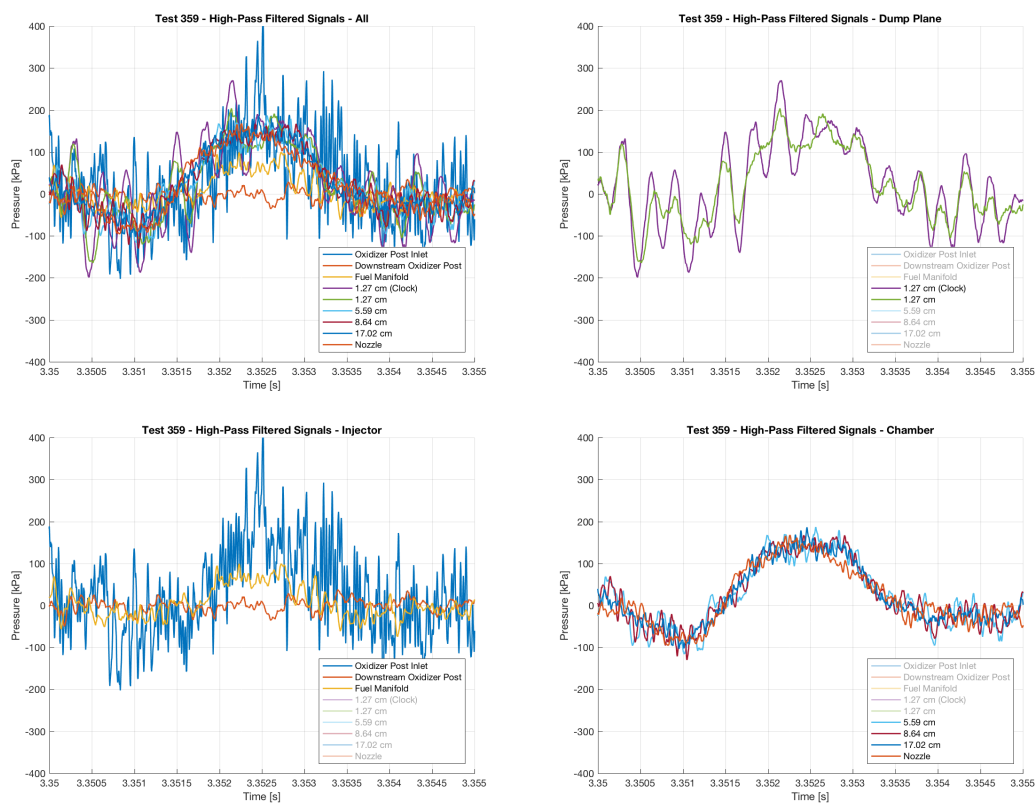 Test 359 - High-Pass Filtered Signals - All
Pressure [kPa]
400
300
200
100
0
-100
-200
-300
-400
3.35
3.3505
3.351
3.3515
3.352
3.3525
3.353
3.3535
3.354
3.3545
3.355
Time [s]
Oxidizer Post Inlet
Downstream Oxidizer Post
Fuel Manifold
1.27 cm (Clock)
1.27 cm
5.59 cm
8.64 cm
17.02 cm
Nozzle
Test 359 - High-Pass Filtered Signals - Dump Plane
Pressure [kPa]
400
300
200
100
0
-100
-200
-300
-400
3.35
3.3505
3.351
3.3515
3.352
3.3525
3.353
3.3535
3.354
3.3545
3.355
Time [s]
Oxidizer Post Inlet
Downstream Oxidizer Post
Fuel Manifold
1.27 cm (Clock)
1.27 cm
5.59 cm
8.64 cm
17.02 cm
Nozzle
Test 359 - High-Pass Filtered Signals - Injector
Pressure [kPa]
400
300
200
100
0
-100
-200
-300
-400
3.35
3.3505
3.351
3.3515
3.352
3.3525
3.353
3.3535
3.354
3.3545
3.355
Time [s]
Oxidizer Post Inlet
Downstream Oxidizer Post
Fuel Manifold
1.27 cm (Clock)
1.27 cm
5.59 cm
8.64 cm
17.02 cm
Nozzle
Test 359 - High-Pass Filtered Signals - Chamber
Pressure [kPa]
400
300
200
100
0
-100
-200
-300
-400
3.35
3.3505
3.351
3.3515
3.352
3.3525
3.353
3.3535
3.354
3.3545
3.355
Time [s]
Oxidizer Post Inlet
Downstream Oxidizer Post
Fuel Manifold
1.27 cm (Clock)
1.27 cm
5.59 cm
8.64 cm
17.02 cm
Nozzle